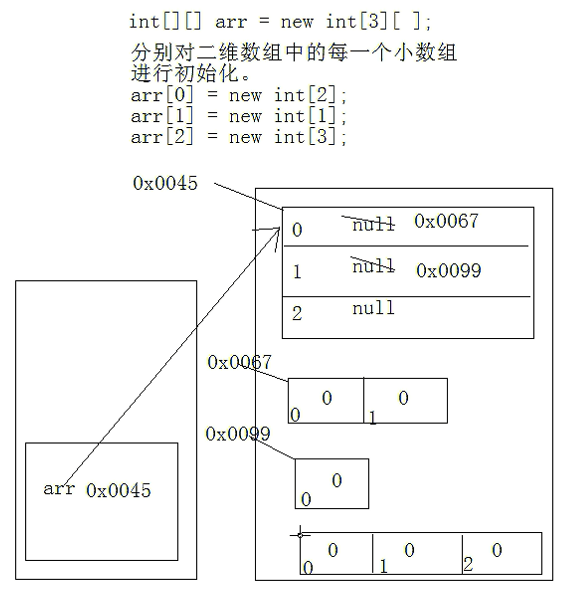 int[][] arr = new int[3][ ];
分别对二维数组中的每一个小数组
进行初始化。
arr[0] = new int[2];
arr[1] = new int[1];
arr[2] = new int[3];
0x0045
0 null 0x0067
1 null 0x0099
2 null
0x0067
0 0
0 1
0x0099
0
0
arr 0x0045
0 0 0
0 1 2